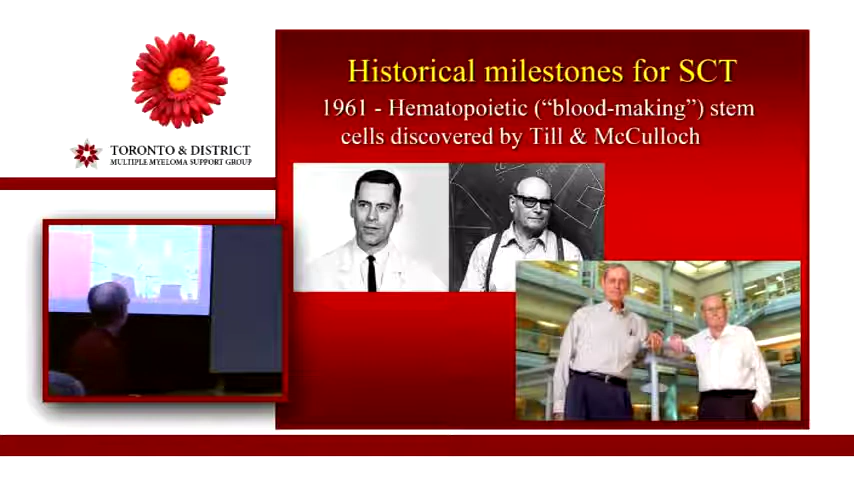 Historical milestones for SCT
1961 - Hematopoietic (“blood-making”) stem
cells discovered by Till & McCulloch
TORONTO & DISTRICT
MULTIPLE MYELOMA SUPPORT GROUP